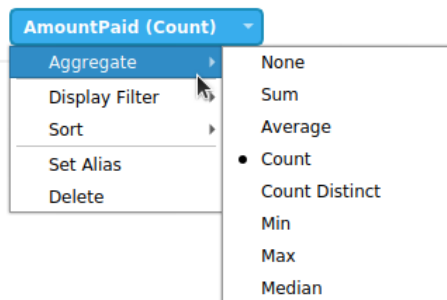 AmountPaid (Count)
Aggregate
Display Filter
Sort
Set Alias
Delete
None
Sum
Average
Count
Count Distinct
Min
Max
Median